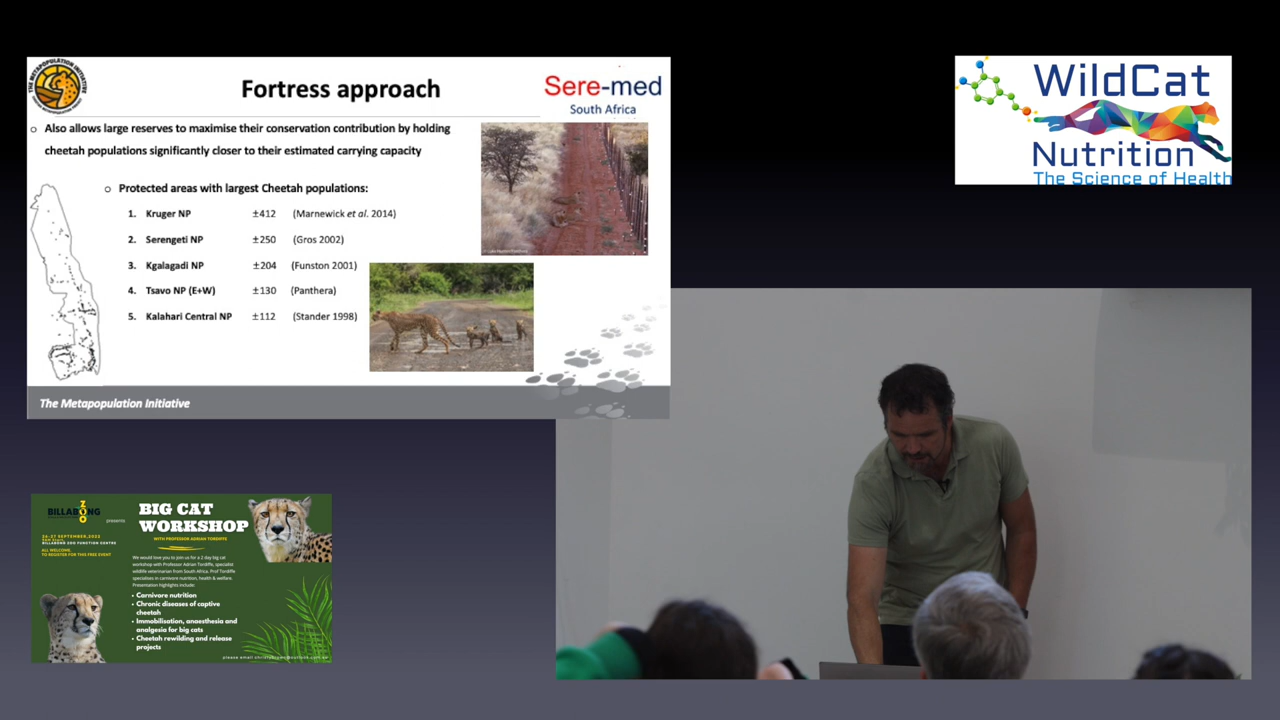 Fortress approach
Sere-med
South Africa
Also allows large reserves to maximise their conservation contribution by holding
cheetah populations significantly closer to their estimated carrying capacity
Protected areas with largest Cheetah populations:
1. Kruger NP ±412 (Marnewick et al. 2014)
2. Serengeti NP ±250 (Gros 2002)
3. Kgalagadi NP ±204 (Funston 2001)
4. Tsavo NP (E+W) ±130 (Panthera)
5. Kalahari Central NP ±112 (Stander 1998)
The Metapopulation Initiative
WildCat
Nutrition
The Science of Health
BILLABONG
ZOO
presents
BIG CAT
WORKSHOP
WITH PROFESSOR ADRIAN TORDIFFE
BILLABONG ZOO FUNCTION CENTRE
ALL WELCOME.
TO REGISTER FOR THIS FREE EVENT
We would love you to join us for a 2 day big cat
workshop with Professor Adrian Tordiffe, specialist
wildlife veterinarian from South Africa. Prof Tordiffe
specialises in carnivore nutrition, health & welfare.
Presentation highlights include:
• Carnivore nutrition
• Chronic diseases of captive
cheetah
• Immobilisation, anaesthesia and
analgesia for big cats
• Cheetah rewilding and release
projects
please email